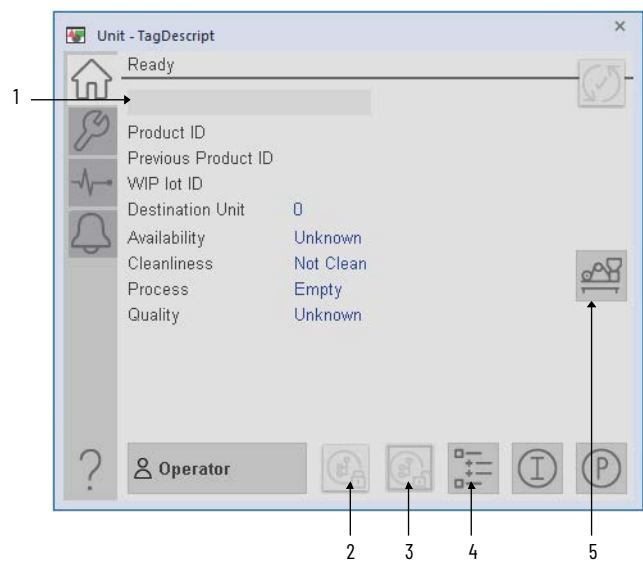 Unit - TagDescript
×
Ready
1
Product ID
Previous Product ID
WIP lot ID
Destination Unit 0
Availability Unknown
Cleanliness Not Clean
Process Empty
Quality Unknown
? Operator I P
2 3 4 5